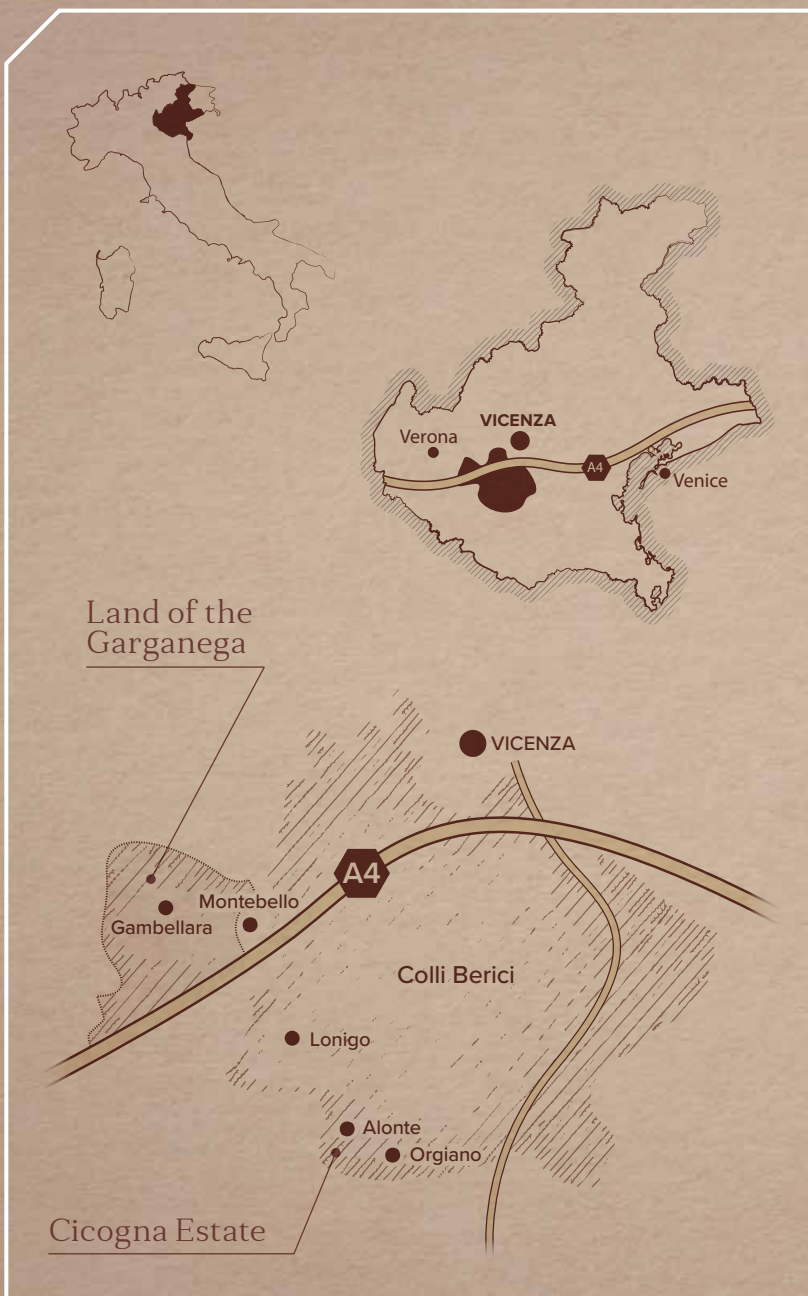 VICENZA
Verona
A4
Venice
Land of the
Garganega
VICENZA
A4
Montebello
Gambellara
Colli Berici
Lonigo
Alonte
Orgiano
Cicogna Estate